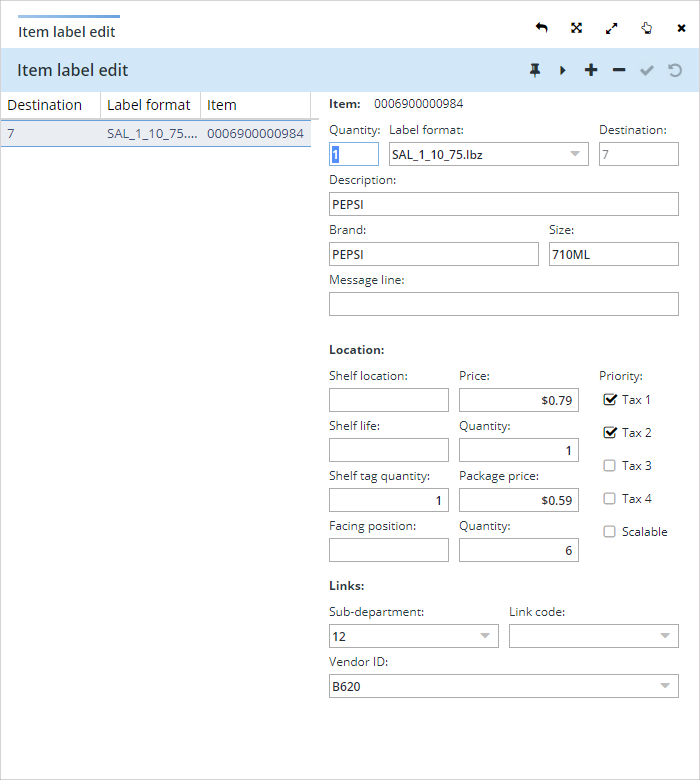 Item label edit
Item label edit
Destination Label format Item
7 SAL_1_10_75.... 0006900000984
Item: 0006900000984
Quantity: Label format: Destination:
1 SAL_1_10_75.lbz 7
Description:
PEPSI
Brand: Size:
PEPSI 710ML
Message line:
Location:
Shelf location: Price: Priority:
$0.79 Tax 1
Shelf life: Quantity: Tax 2
1
Shelf tag quantity: Package price: Tax 3
1 $0.59 Tax 4
Facing position: Quantity: Scalable
6
Links:
Sub-department: Link code:
12
Vendor ID:
B620